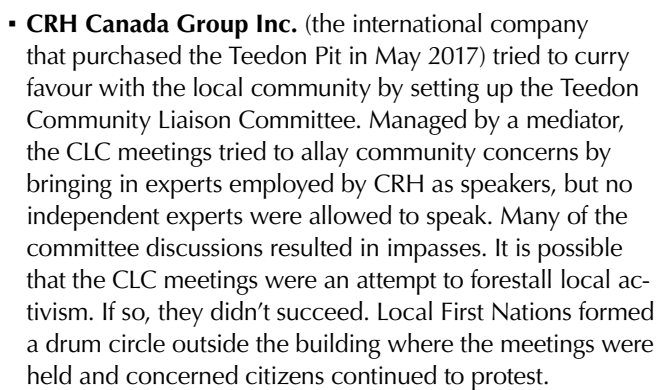 ▪ CRH Canada Group Inc. (the international company
that purchased the Teedon Pit in May 2017) tried to curry
favour with the local community by setting up the Teedon
Community Liaison Committee. Managed by a mediator,
the CLC meetings tried to allay community concerns by
bringing in experts employed by CRH as speakers, but no
independent experts were allowed to speak. Many of the
committee discussions resulted in impasses. It is possible
that the CLC meetings were an attempt to forestall local ac-
tivism. If so, they didn’t succeed. Local First Nations formed
a drum circle outside the building where the meetings were
held and concerned citizens continued to protest.